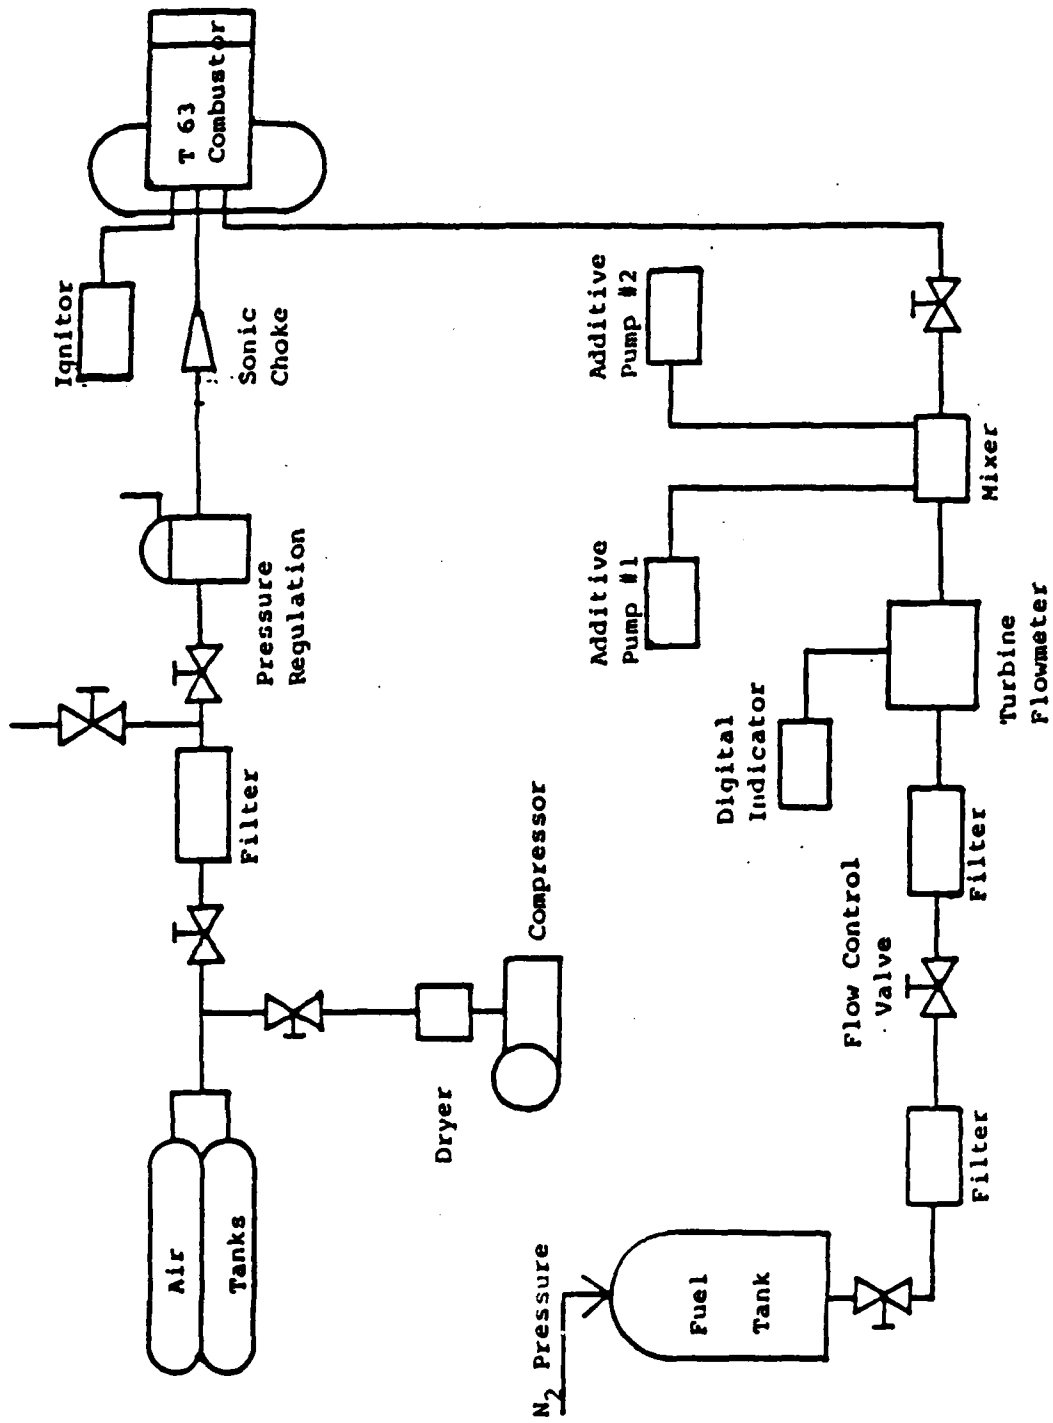 T 63
Combustor
Ignitor
Sonic
Choke
Pressure
Regulation
Filter
Air
Tanks
Compressor
Dryer
Additive
Pump #2
Additive
Pump #1
Mixer
Turbine
Flowmeter
Digital
Indicator
Filter
Flow Control
Valve
Filter
N2 Pressure
Fuel
Tank